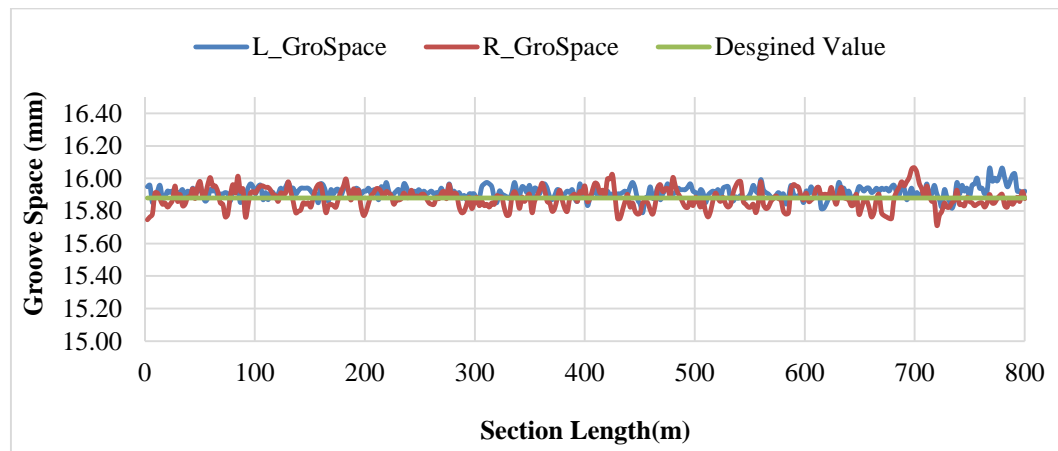 L_GroSpace R_GroSpace Desgined Value
Groove Space (mm)
16.40
16.20
16.00
15.80
15.60
15.40
15.20
15.00
0 100 200 300 400 500 600 700 800
Section Length(m)